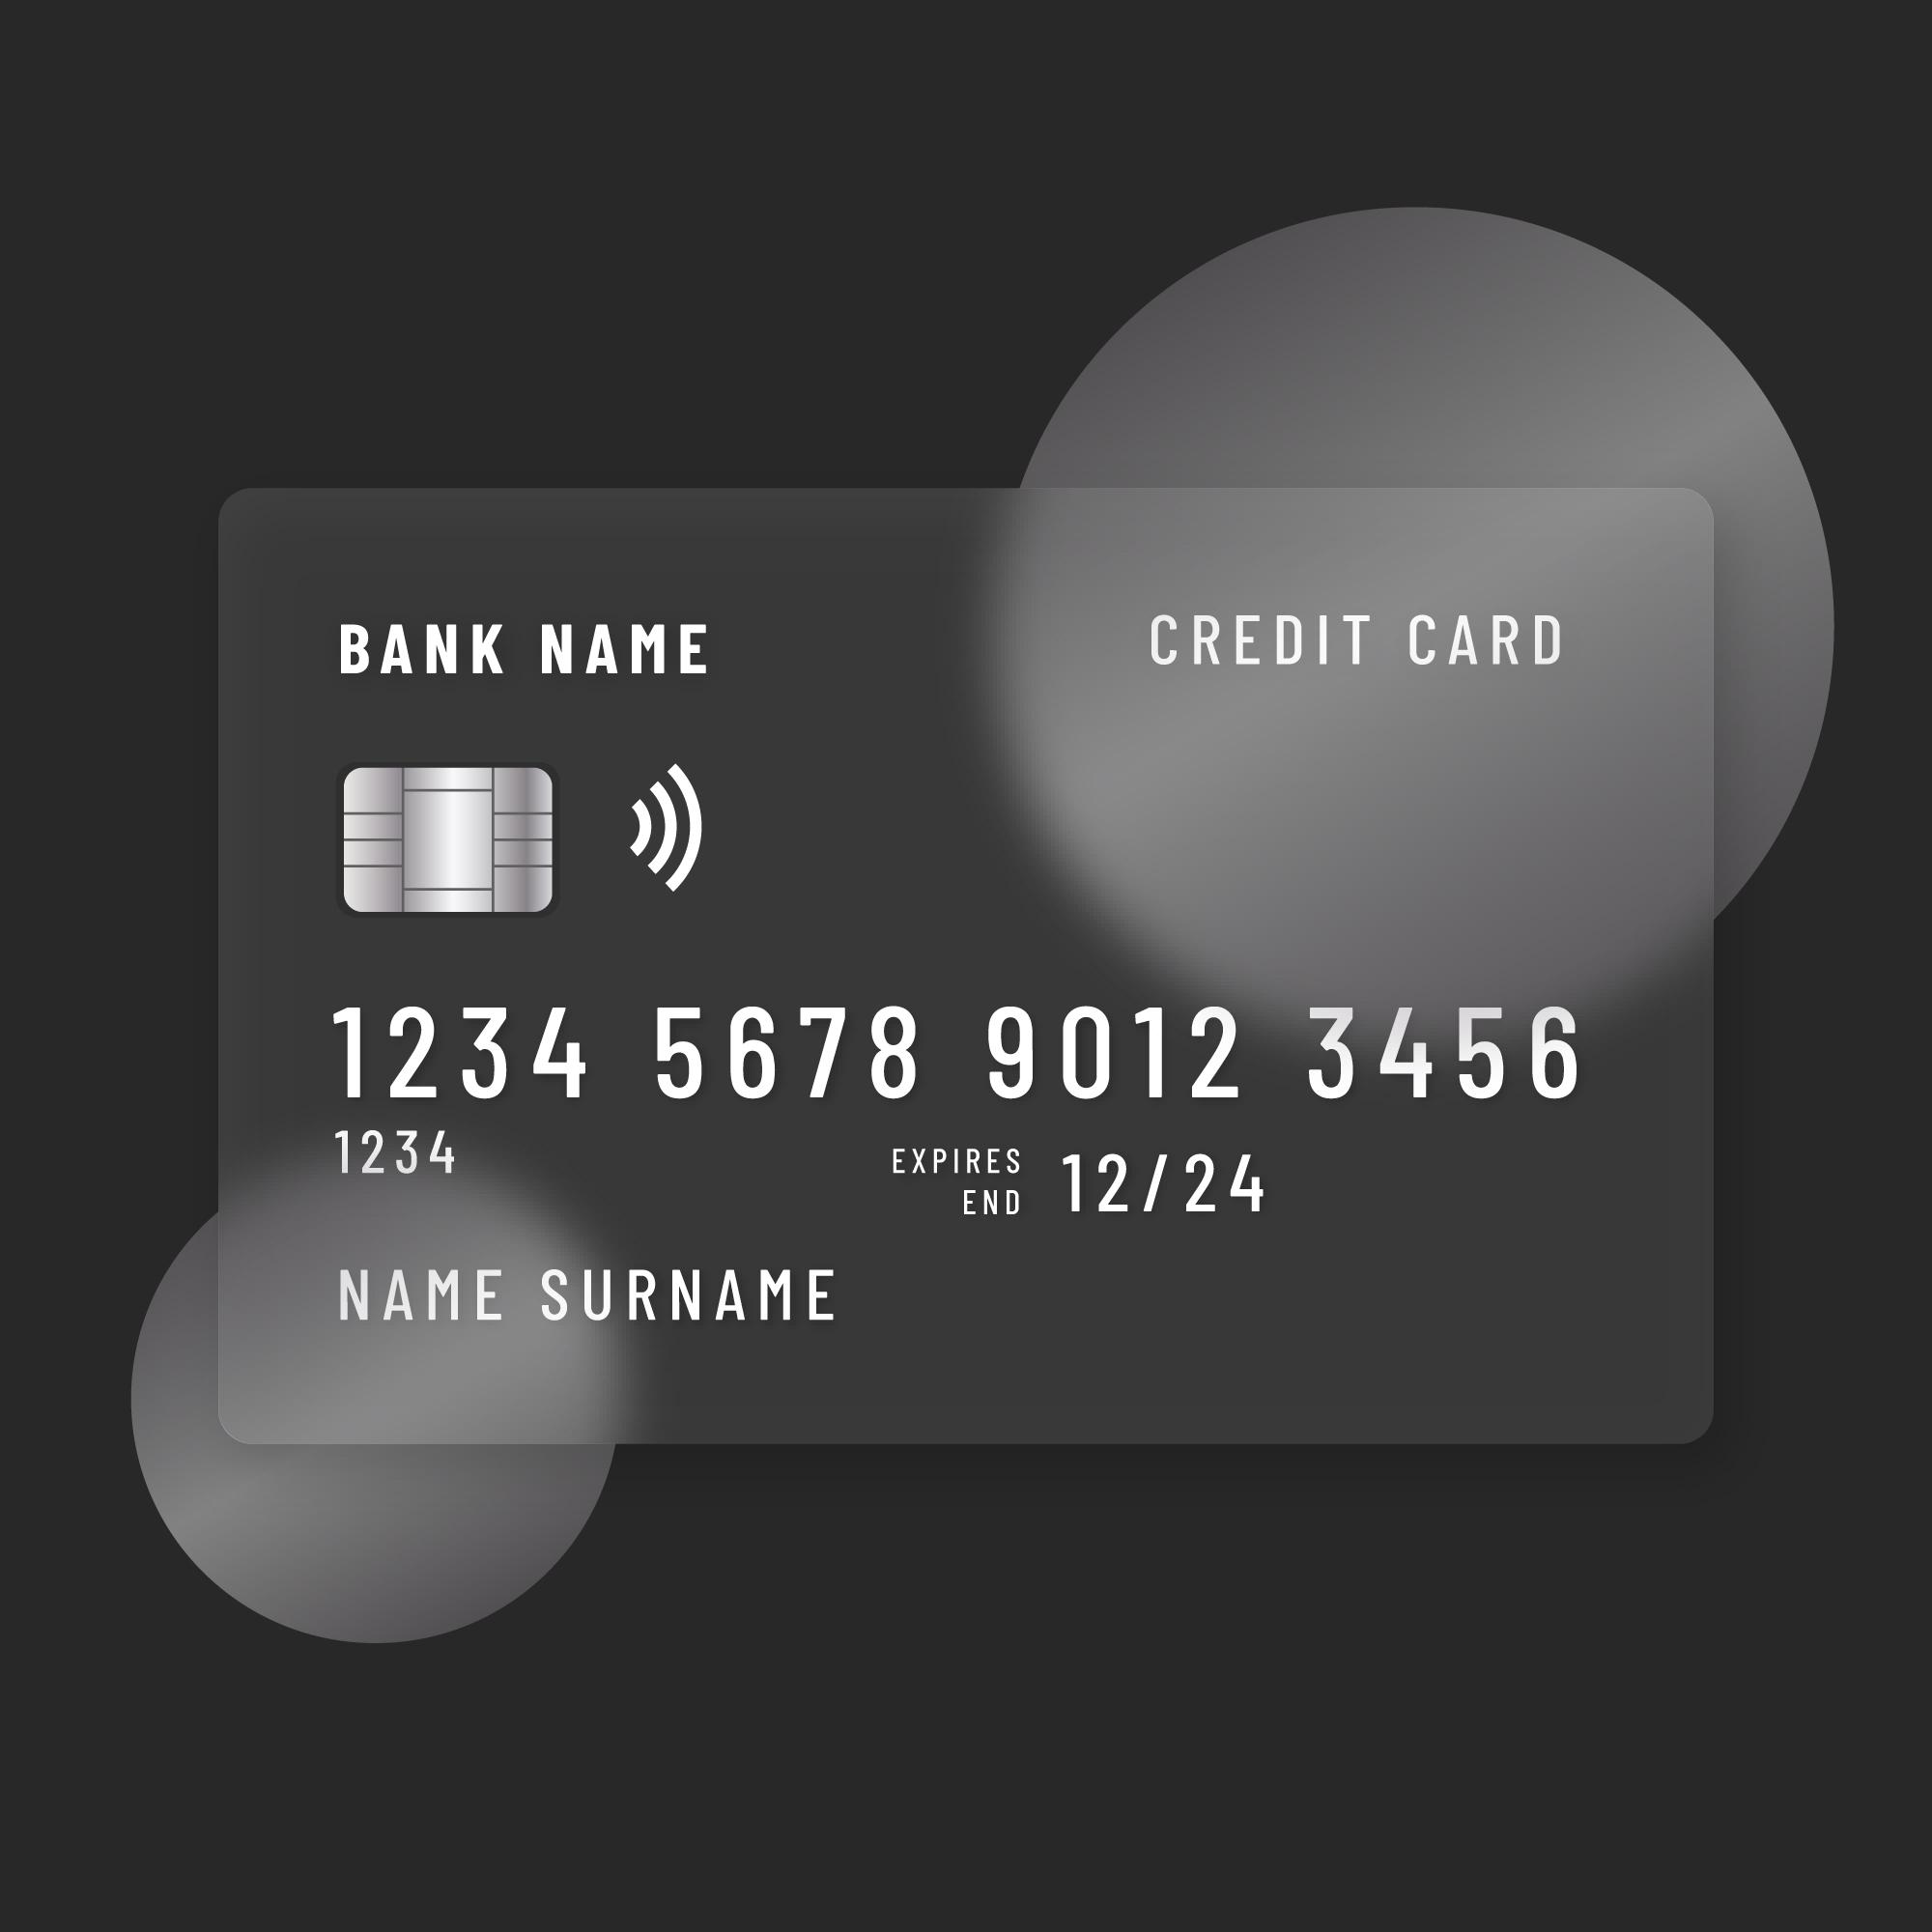 BANK NAME
CREDIT CARD
1234 5678 9012 3456
1234
EXPIRES
END
12/24
NAME SURNAME